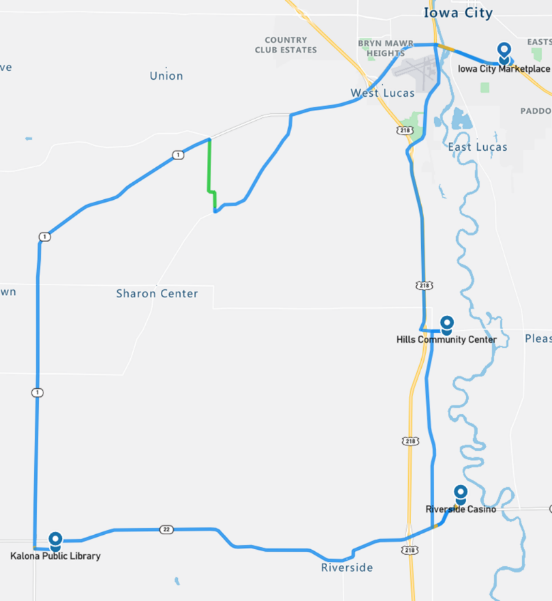 Iowa City
COUNTRY
CLUB ESTATES
BRYN MAWR
HEIGHTS
EASTS
Iowa City Marketplace
ve
Union
West Lucas
PADDO
218
East Lucas
1
1
218
wn
Sharon Center
Hills Community Center
Pleas
1
218
Riverside Casino
22
Kalona Public Library
218
Riverside